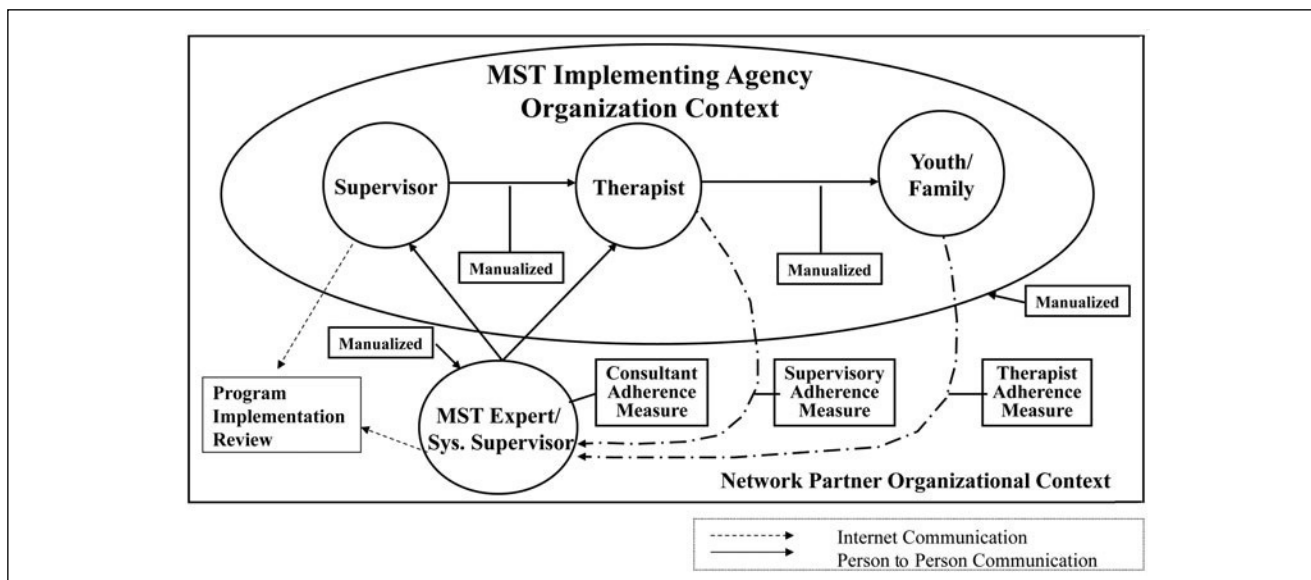 MST Implementing Agency
Organization Context
Supervisor
Therapist
Youth/
Family
Manualized
Manualized
Manualized
Manualized
Program
Implementation
Review
MST Expert/
Sys. Supervisor
Consultant
Adherence
Measure
Supervisory
Adherence
Measure
Therapist
Adherence
Measure
Network Partner Organizational Context
Internet Communication
Person to Person Communication